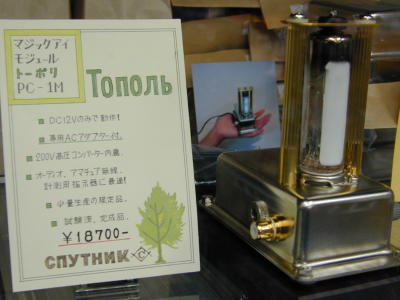 マジックアイ
モジュール
トーポリ
PC-1M
Тополь
DC12Vのみで動作!
専用ACアダプター付。
200V高圧コンバーター内蔵。
オーディオ、アマチュア無線、
計測用指示器に最適!
少量生産の限定品。
試験済、完成品。
¥18700-
СПУТНИК
С